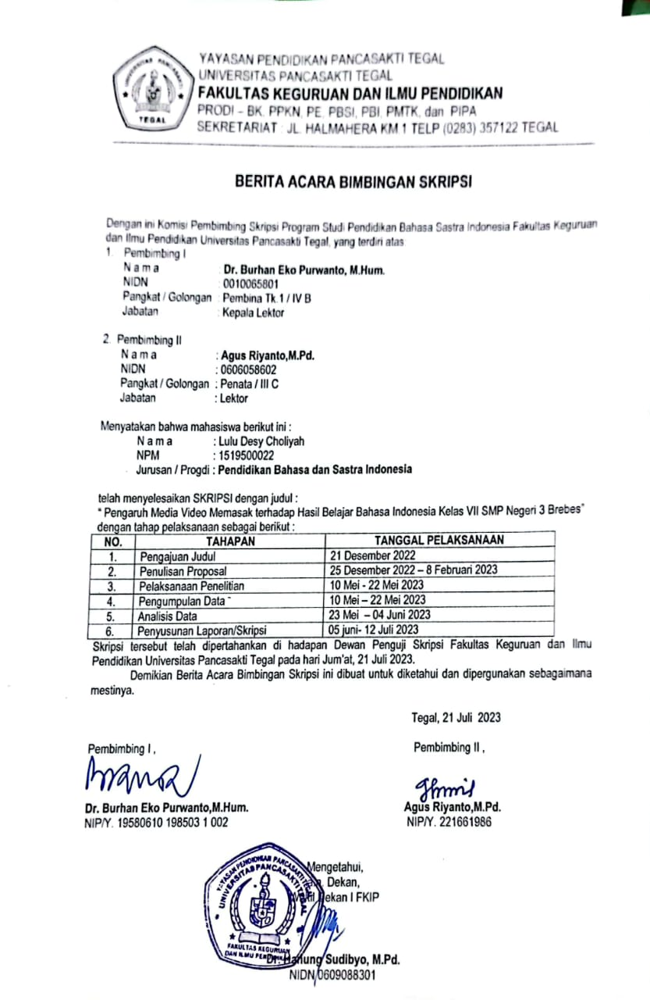 YAYASAN PENDIDIKAN PANCASAKTI TEGAL
UNIVERSITAS PANCASAKTI TEGAL
FAKULTAS KEGURUAN DAN ILMU PENDIDIKAN
PRODI – BK, PPKN, PE, PBSI, PBI, PMTK, dan PIPA
SEKRETARIAT : JL. HALMAHERA KM 1 TELP (0283) 357122 TEGAL
UNIVERSITAS PANCASAKTI
TEGAL
BERITA ACARA BIMBINGAN SKRIPSI
Dengan ini Komisi Pembimbing Skripsi Program Studi Pendidikan Bahasa Sastra Indonesia Fakultas Keguruan
dan Ilmu Pendidikan Universitas Pancasakti Tegal, yang terdiri atas
1. Pembimbing I
N a m a : Dr. Burhan Eko Purwanto, M.Hum.
NIDN : 0010065801
Pangkat / Golongan : Pembina Tk.1 / IV B
Jabatan : Kepala Lektor
2. Pembimbing II
N a m a : Agus Riyanto,M.Pd.
NIDN : 0606058602
Pangkat / Golongan : Penata / III C
Jabatan : Lektor
Menyatakan bahwa mahasiswa berikut ini :
N a m a : Lulu Desy Choliyah
NPM : 1519500022
Jurusan / Progdi : Pendidikan Bahasa dan Sastra Indonesia
telah menyelesaikan SKRIPSI dengan judul :
" Pengaruh Media Video Memasak terhadap Hasil Belajar Bahasa Indonesia Kelas VII SMP Negeri 3 Brebes"
dengan tahap pelaksanaan sebagai berikut :
NO. TAHAPAN TANGGAL PELAKSANAAN
1. Pengajuan Judul 21 Desember 2022
2. Penulisan Proposal 25 Desember 2022 – 8 Februari 2023
3. Pelaksanaan Penelitian 10 Mei - 22 Mei 2023
4. Pengumpulan Data 10 Mei – 22 Mei 2023
5. Analisis Data 23 Mei – 04 Juni 2023
6. Penyusunan Laporan/Skripsi 05 juni- 12 Juli 2023
Skripsi tersebut telah dipertahankan di hadapan Dewan Penguji Skripsi Fakultas Keguruan dan Ilmu
Pendidikan Universitas Pancasakti Tegal pada hari Jum'at, 21 Juli 2023.
Demikian Berita Acara Bimbingan Skripsi ini dibuat untuk diketahui dan dipergunakan sebagaimana
mestinya.
Tegal, 21 Juli 2023
Pembimbing I , Pembimbing II ,
Dr. Burhan Eko Purwanto,M.Hum. Agus Riyanto,M.Pd.
NIP/Y. 19580610 198503 1 002 NIP/Y. 221661986
Mengetahui,
Dekan,
Dekan I FKIP
YAYASAN PENDIDIKAN PANCASAKTI TEGAL
UNIVERSITAS PANCASAKTI TEGAL
FAKULTAS KEGURUAN
DAN ILMU
Sudibyo, M.Pd.
NIDN 0609088301